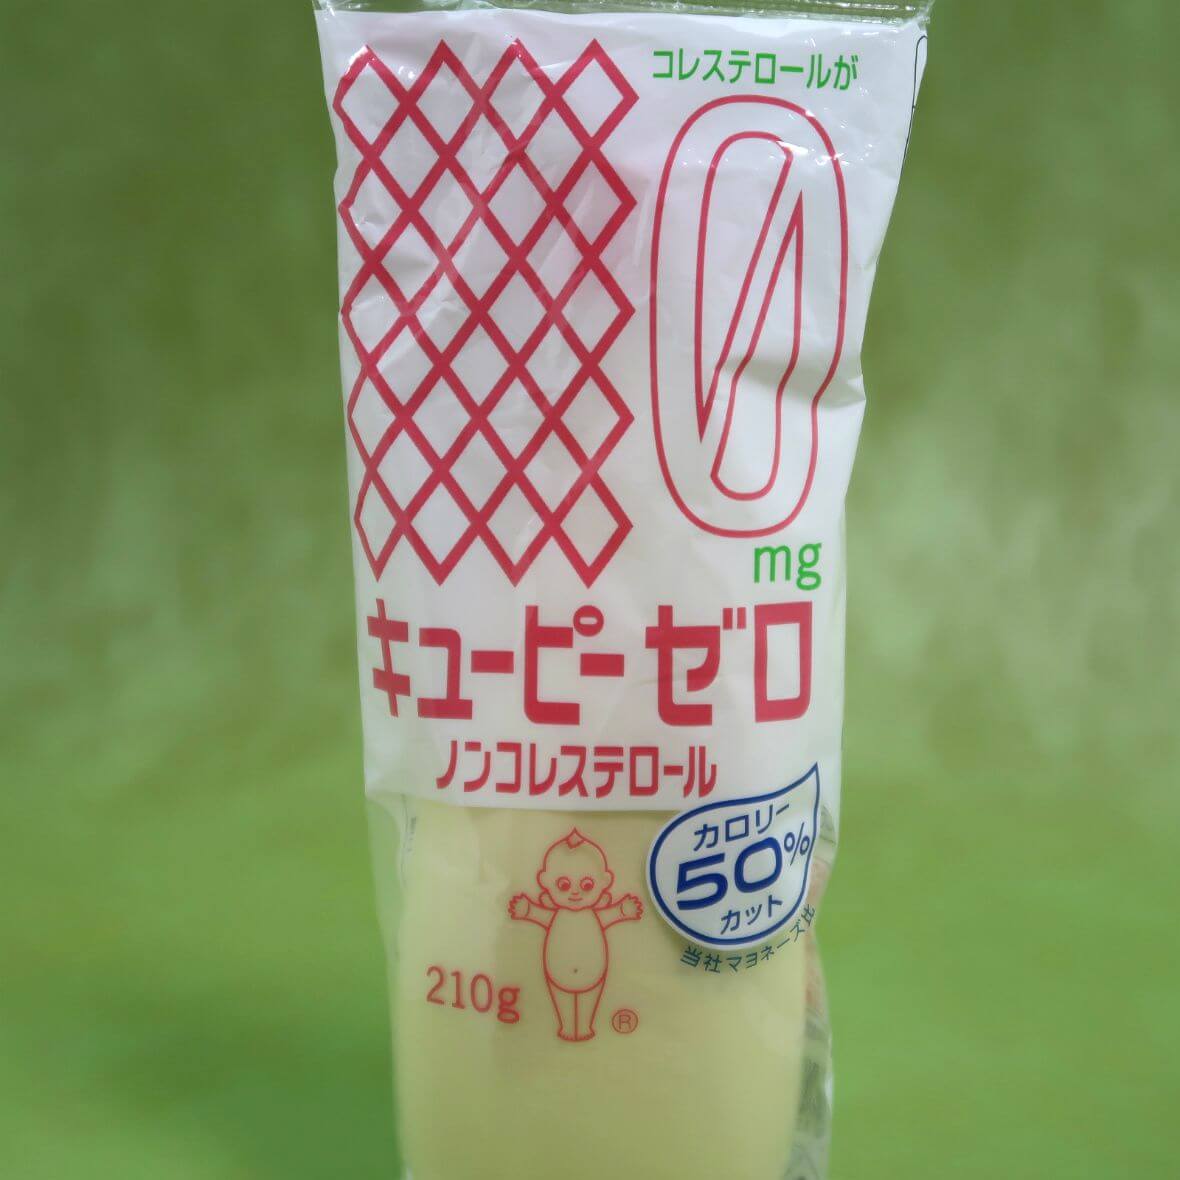 コレステロールが
0
mg
キユーピー ゼロ
ノンコレステロール
カロリー
50%
カット
当社マヨネーズ比
210g
®